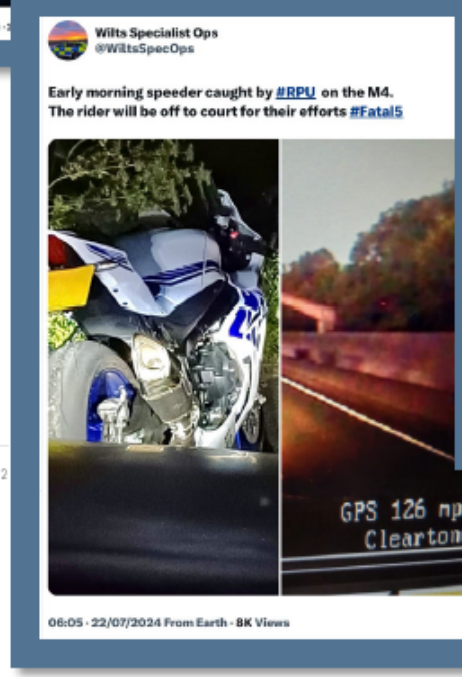 Wilts Specialist Ops
@WiltsSpecOps
Early morning speeder caught by #RPU on the M4.
The rider will be off to court for their efforts #Fatal5
GPS 126 mp
Clearton
06:05 · 22/07/2024 From Earth · 8K Views
2